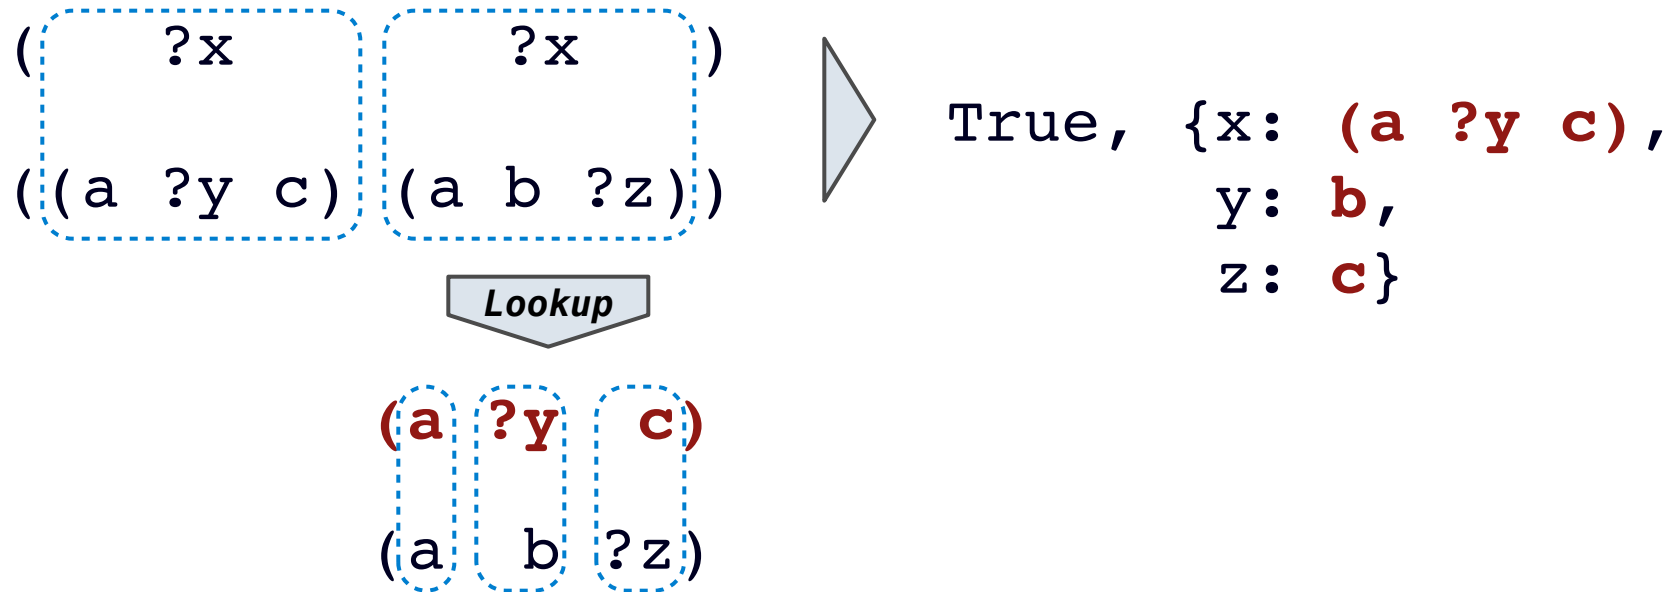 ( ?x ?x )
((a ?y c) (a b ?z))
Lookup
(a ?y c)
(a b ?z)
True, {x: (a ?y c),
y: b,
z: c}